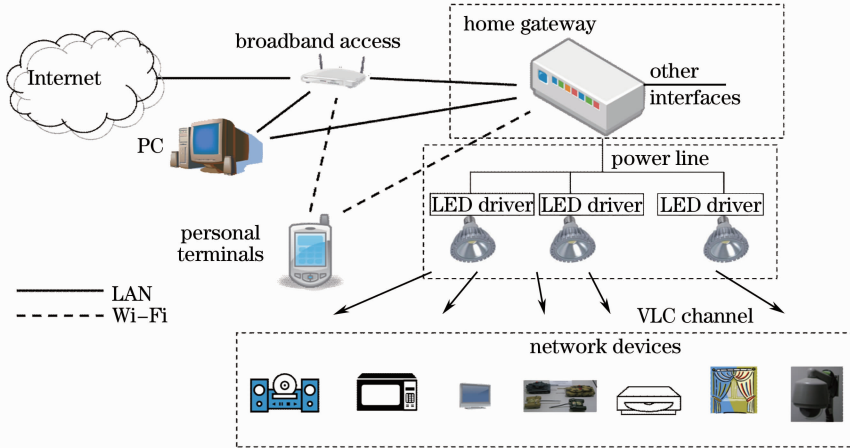 home gateway
broadband access
Internet
other
interfaces
PC
power line
LED driver
LED driver
LED driver
personal
terminals
LAN
Wi–Fi
VLC channel
network devices